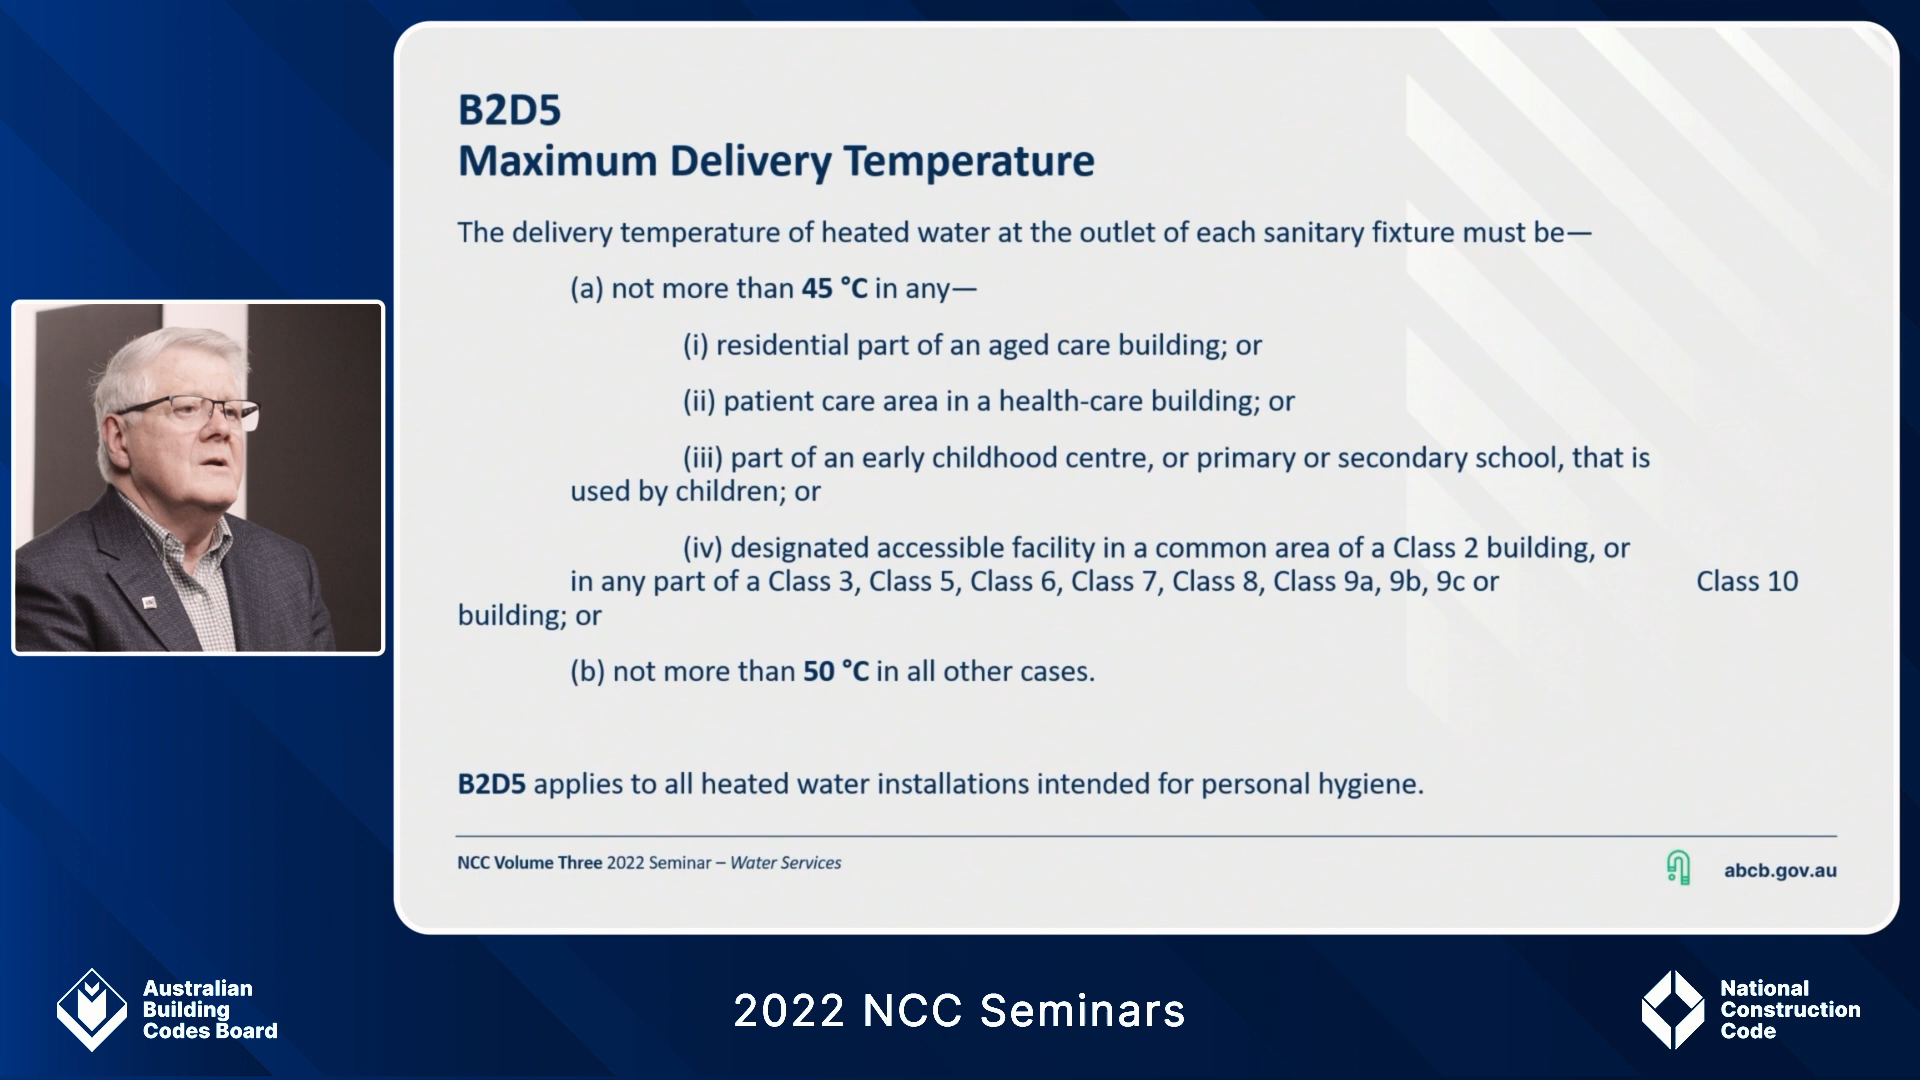 B2D5
Maximum Delivery Temperature
The delivery temperature of heated water at the outlet of each sanitary fixture must be—
(a) not more than 45 °C in any—
(i) residential part of an aged care building; or
(ii) patient care area in a health-care building; or
(iii) part of an early childhood centre, or primary or secondary school, that is
used by children; or
(iv) designated accessible facility in a common area of a Class 2 building, or
in any part of a Class 3, Class 5, Class 6, Class 7, Class 8, Class 9a, 9b, 9c or Class 10
building; or
(b) not more than 50 °C in all other cases.
B2D5 applies to all heated water installations intended for personal hygiene.
NCC Volume Three 2022 Seminar – Water Services
abcb.gov.au
Australian
Building
Codes Board
2022 NCC Seminars
National
Construction
Code